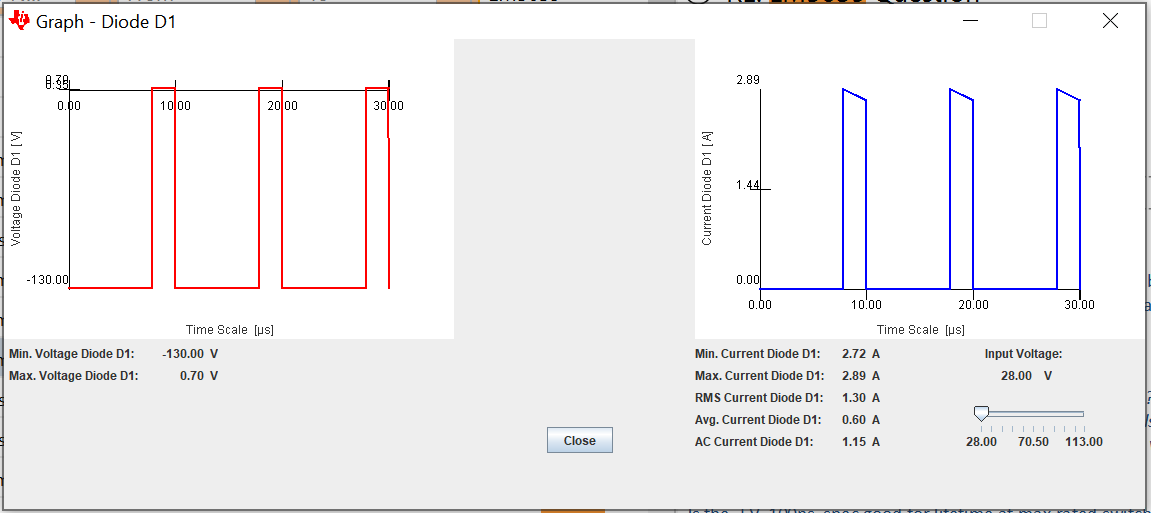 Graph - Diode D1
0.70
0.35
0.00
10.00
20.00
30.00
-130.00
Voltage Diode D1 [V]
Time Scale [µs]
2.89
1.44
0.00
0.00
10.00
20.00
30.00
Current Diode D1 [A]
Time Scale [µs]
Min. Voltage Diode D1: -130.00 V
Max. Voltage Diode D1: 0.70 V
Min. Current Diode D1: 2.72 A
Max. Current Diode D1: 2.89 A
RMS Current Diode D1: 1.30 A
Avg. Current Diode D1: 0.60 A
AC Current Diode D1: 1.15 A
Input Voltage:
28.00 V
28.00 70.50 113.00
Close